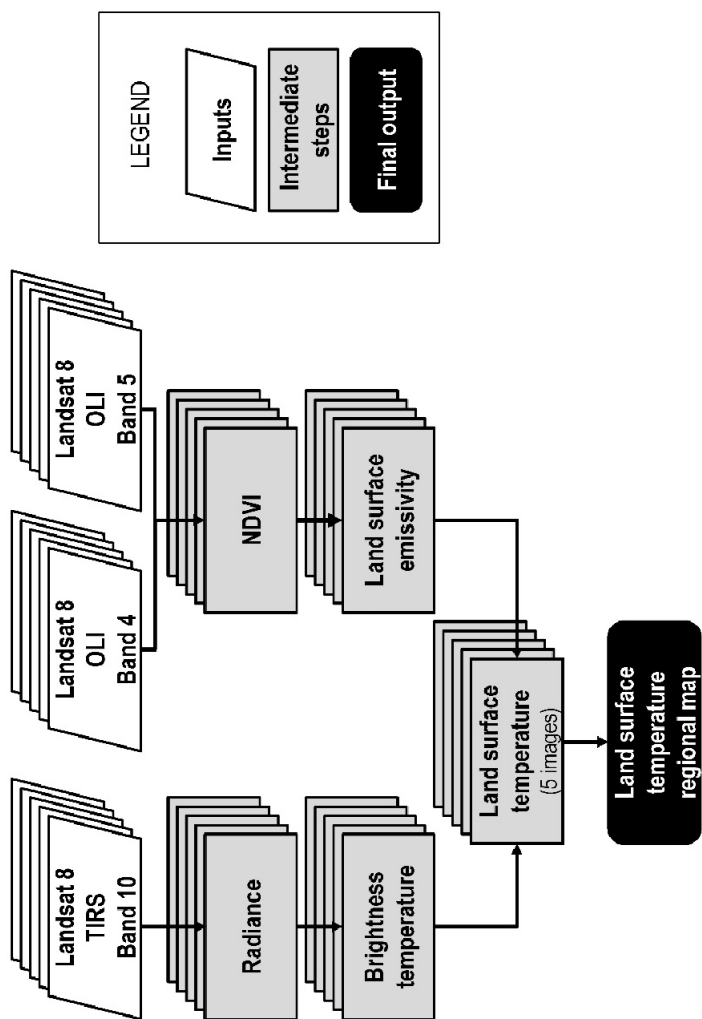 Landsat 8
TIRS
Band 10
Landsat 8
OLI
Band 4
Landsat 8
OLI
Band 5
Radiance
NDVI
Brightness
temperature
Land surface
emissivity
Land surface
temperature
(5 images)
Land surface
temperature
regional map
LEGEND
Inputs
Intermediate
steps
Final output